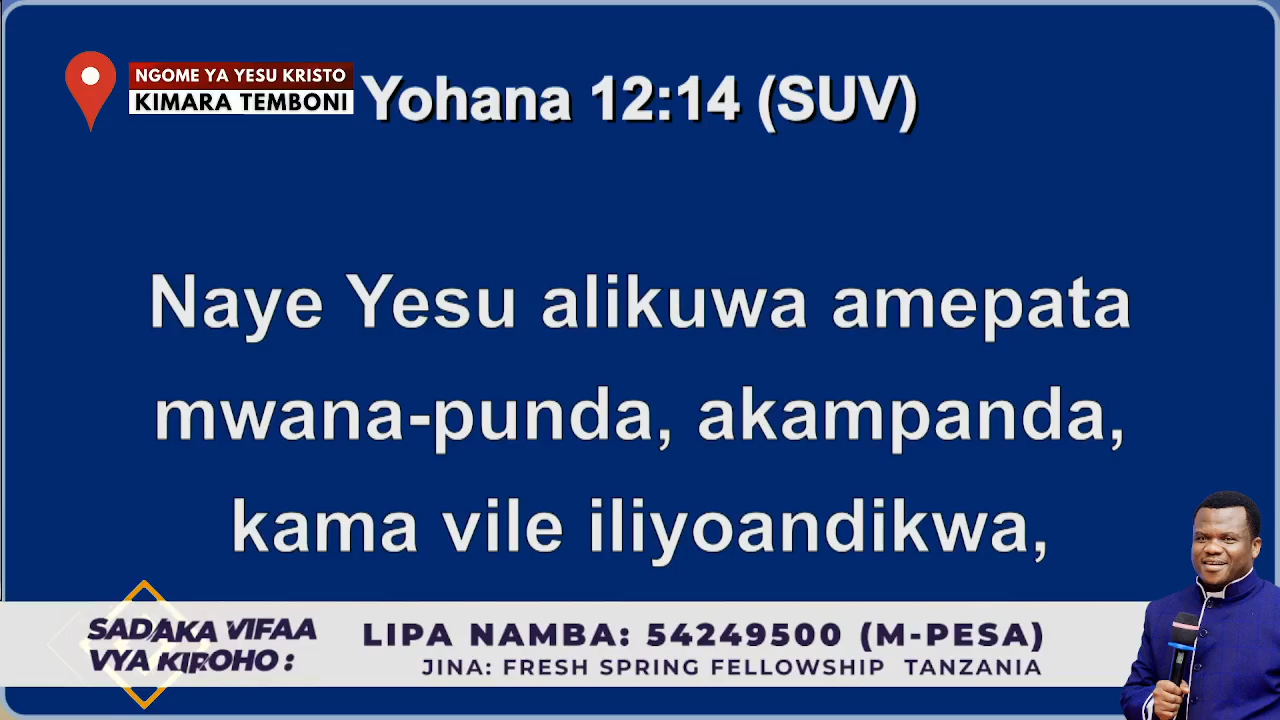 NGOME YA YESU KRISTO
KIMARA TEMBONI
Yohana 12:14 (SUV)
Naye Yesu alikuwa amepata
mwana-punda, akampanda,
kama vile iliyoandikwa,
SADAKA VIFAA
VYA KIROHO :
LIPA NAMBA: 54249500 (M-PESA)
JINA: FRESH SPRING FELLOWSHIP TANZANIA